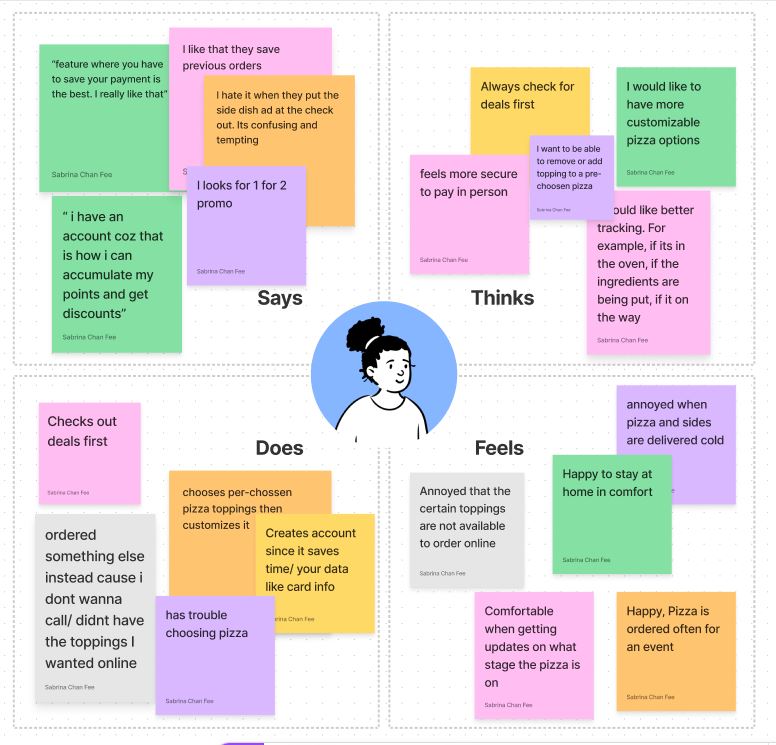 “feature where you have
to save your payment is
the best. I really like that”
Sabrina Chan Fee
I like that they save
previous orders
S
I hate it when they put the
side dish ad at the check
out. Its confusing and
tempting
I looks for 1 for 2
promo
Sabrina Chan Fee
“ i have an
account coz that
is how i can
accumulate my
points and get
discounts”
Sabrina Chan Fee
Says
Always check for
deals first
I would like to
have more
customizable
pizza options
Sabrina Chan Fee
I want to be able
to remove or add
topping to a pre-
choosen pizza
Sabrina Chan Fee
feels more secure
to pay in person
Sabrina Chan Fee
ould like better
tracking. For
example, if its in
the oven, if the
ingredients are
being put, if it on
the way
Sabrina Chan Fee
Thinks
Checks out
deals first
Sabrina Chan Fee
Does
chooses per-chossen
pizza toppings then
customizes it
Creates account
since it saves
time/ your data
like card info
rina Chan Fee
ordered
something else
instead cause i
dont wanna
call/ didnt have
the toppings I
wanted online
Sabrina Chan Fee
has trouble
choosing pizza
Sabrina Chan Fee
Feels
annoyed when
pizza and sides
are delivered cold
e
Happy to stay at
home in comfort
Sabrina Chan Fee
Annoyed that the
certain toppings
are not available
to order online
Sabrina Chan Fee
Comfortable
when getting
updates on what
stage the pizza is
on
Sabrina Chan Fee
Happy, Pizza is
ordered often for
an event
Sabrina Chan Fee